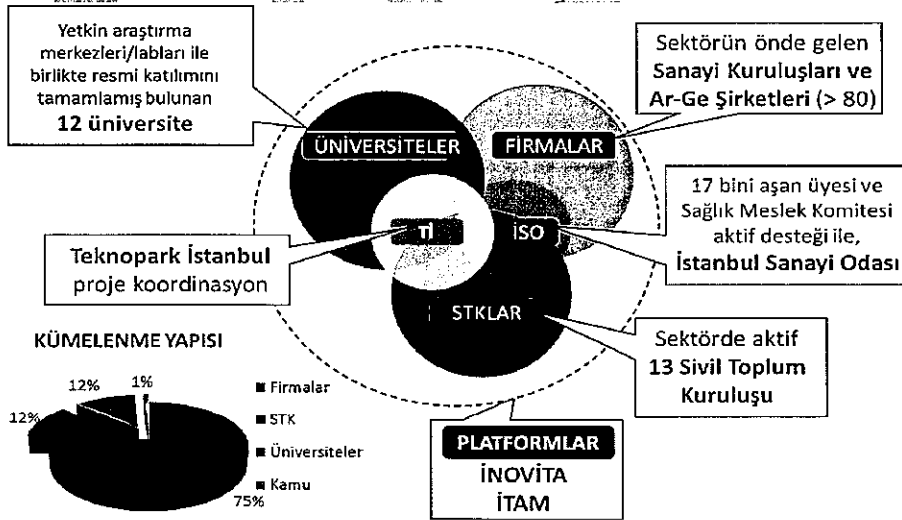 Yetkin araştırma
merkezleri/labları ile
birlikte resmi katılımını
tamamlamış bulunan
12 üniversite
Sektörün önde gelen
Sanayi Kuruluşları ve
Ar-Ge Şirketleri (> 80)
ÜNİVERSİTELER
FİRMALAR
17 bini aşan üyesi ve
Sağlık Meslek Komitesi
aktif desteği ile,
İstanbul Sanayi Odası
Teknopark İstanbul
proje koordinasyon
Tİ
İSO
STKLAR
Sektörde aktif
13 Sivil Toplum
Kuruluşu
KÜMELENME YAPISI
12%
12%
1%
75%
Firmalar
STK
Üniversiteler
Kamu
PLATFORMLAR
İNOVİTA
İTAM